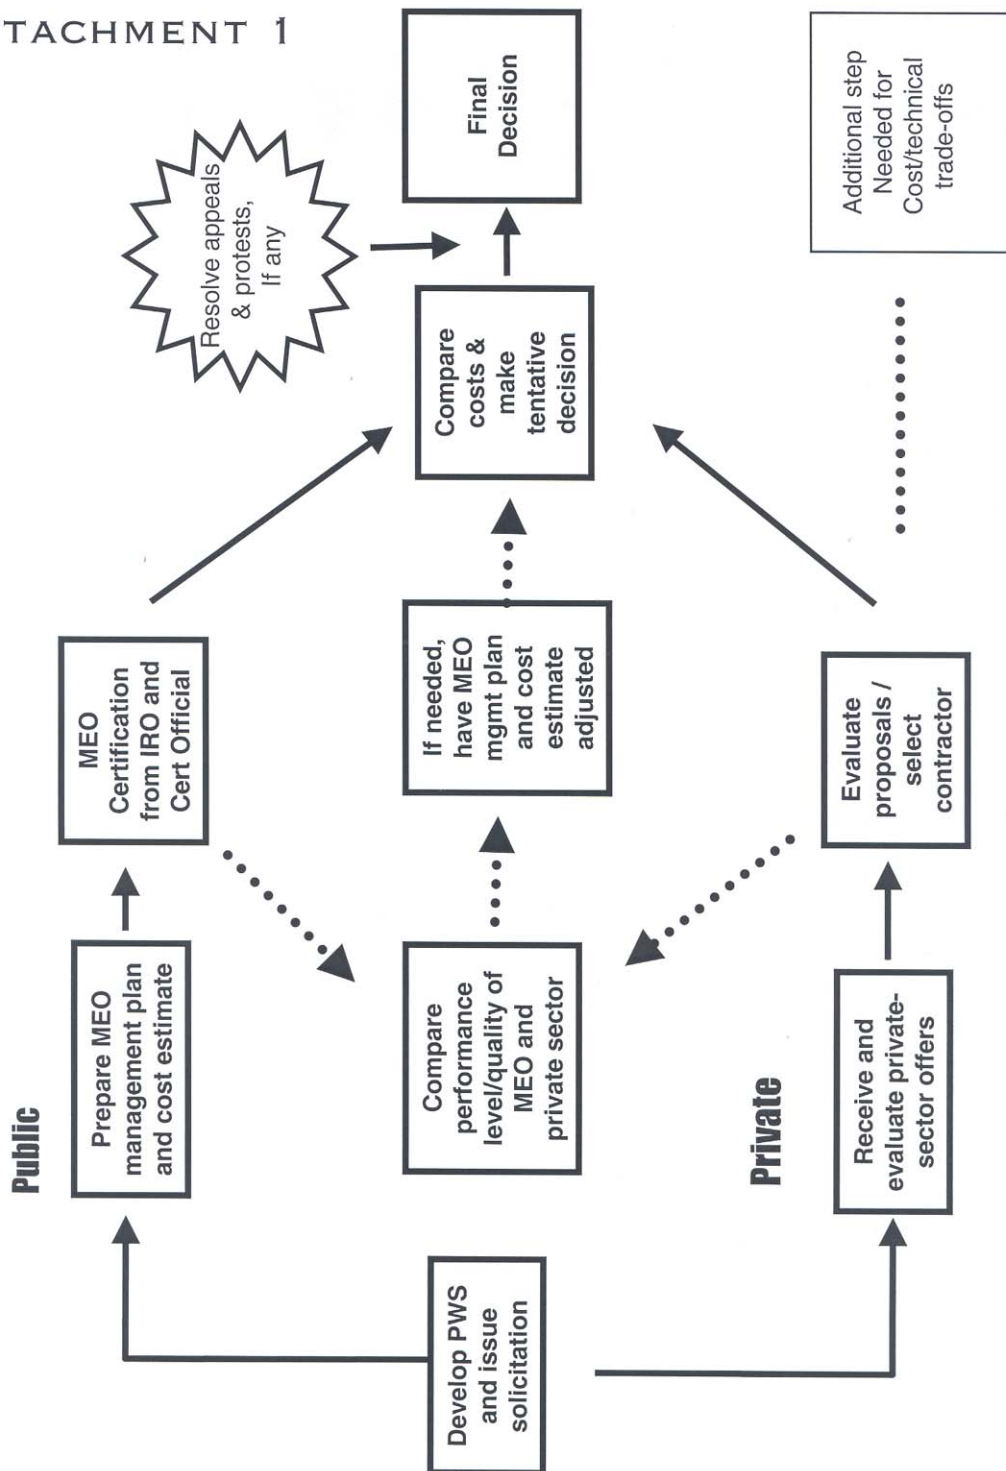 TACHMENT 1
Public
Private
Develop PWS
and issue
solicitation
Prepare MEO
management plan
and cost estimate
MEO
Certification
from IRO and
Cert Official
Compare
performance
level/quality of
MEO and
private sector
If needed,
have MEO
mgmt plan
and cost
estimate
adjusted
Receive and
evaluate private-
sector offers
Evaluate
proposals /
select
contractor
Compare
costs &
make
tentative
decision
Resolve appeals
& protests,
If any
Final
Decision
Additional step
Needed for
Cost/technical
trade-offs